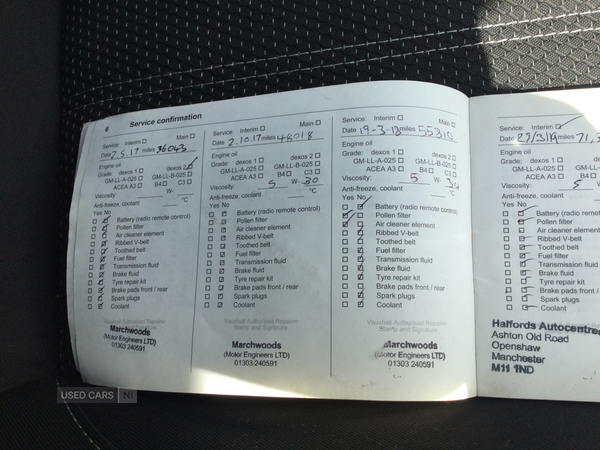 6 Service confirmation
Service: Interim Main
Date 2.5.17 miles 36043
Engine oil
Grade: dexos 1 dexos 2
GM-LL-A-025 GM-LL-B-025
ACEA A3 B4 C3
Viscosity: W-
Anti-freeze, coolant °C
Yes No
Battery (radio remote control)
Pollen filter
Air cleaner element
Ribbed V-belt
Toothed belt
Fuel filter
Transmission fluid
Brake fluid
Tyre repair kit
Brake pads front / rear
Spark plugs
Coolant
Vauxhall Authorised Repairer
Stamp and Signature
Marchwoods
(Motor Engineers LTD)
01303 240591
Service: Interim Main
Date 2.10.17 miles 48018
Engine oil
Grade: dexos 1 dexos 2
GM-LL-A-025 GM-LL-B-025
ACEA A3 B4 C3
Viscosity: 5 W- 30
Anti-freeze, coolant °C
Yes No
Battery (radio remote control)
Pollen filter
Air cleaner element
Ribbed V-belt
Toothed belt
Fuel filter
Transmission fluid
Brake fluid
Tyre repair kit
Brake pads front / rear
Spark plugs
Coolant
Vauxhall Authorised Repairer
Stamp and Signature
Marchwoods
(Motor Engineers LTD)
01303 240591
Service: Interim Main
Date 19-3-18 miles 55310
Engine oil
Grade: dexos 1 dexos 2
GM-LL-A-025 GM-LL-B-025
ACEA A3 B4 C3
Viscosity: 5 W-
Anti-freeze, coolant °C
Yes No
Battery (radio remote control)
Pollen filter
Air cleaner element
Ribbed V-belt
Toothed belt
Fuel filter
Transmission fluid
Brake fluid
Tyre repair kit
Brake pads front / rear
Spark plugs
Coolant
Vauxhall Authorised Repairer
Stamp and Signature
Marchwoods
(Motor Engineers LTD)
01303 240591
Service: Interim
Date 27/3/19 miles 71,
Engine oil
Grade: dexos 1
GM-LL-A-025
ACEA A3
Viscosity: 5
Anti-freeze, coolant
Yes No
Battery (radio remote
Pollen filter
Air cleaner element
Ribbed V-belt
Toothed belt
Fuel filter
Transmission fluid
Brake fluid
Tyre repair kit
Brake pads front / rear
Spark plugs
Coolant
Halfords Autocentres
Ashton Old Road
Openshaw
Manchester
M11 1ND
USED CARS NI